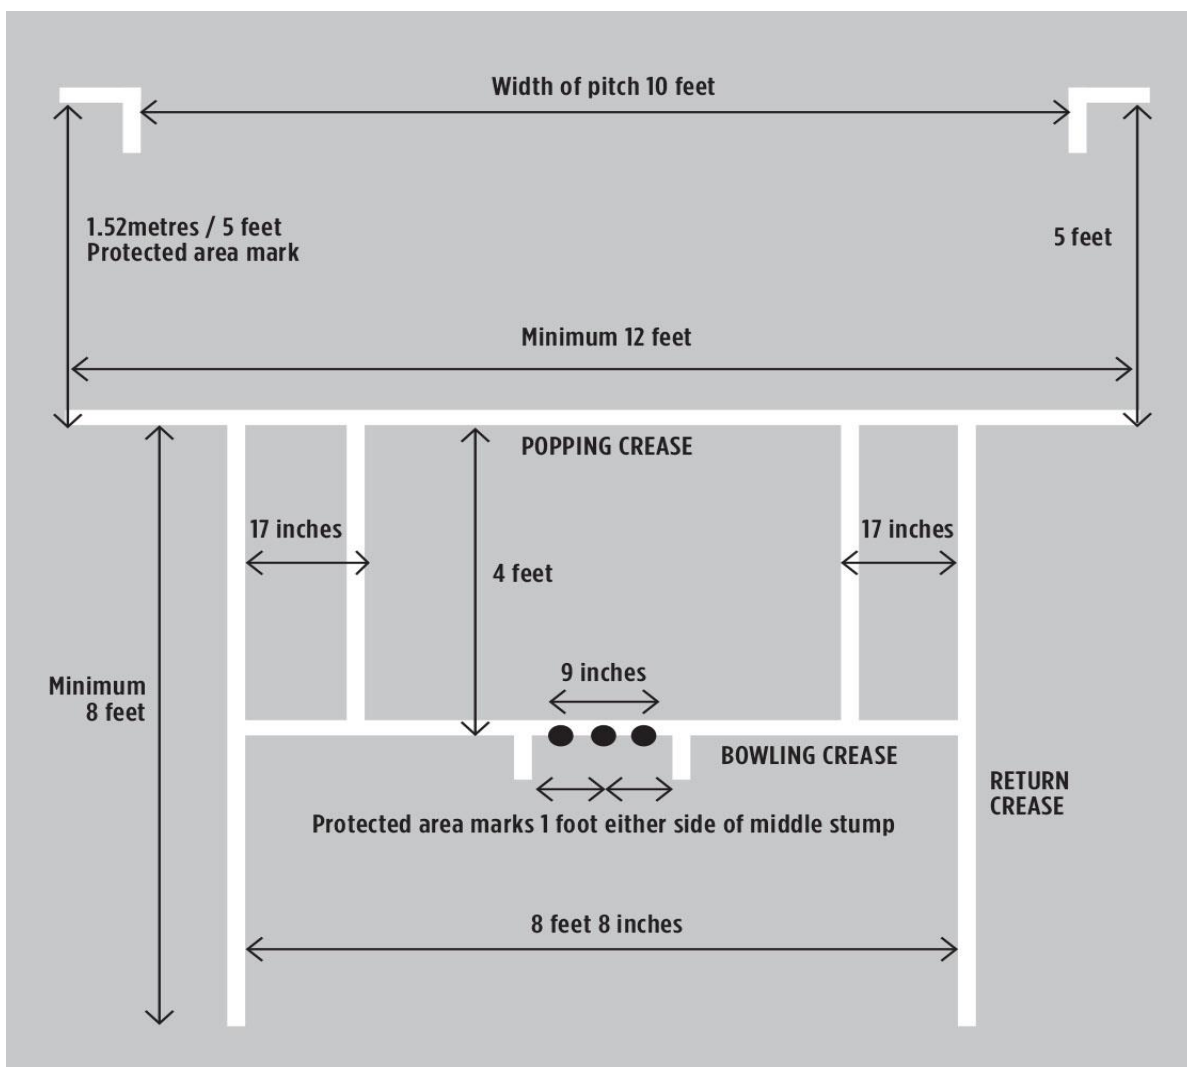 Width of pitch 10 feet
1.52metres / 5 feet
Protected area mark
5 feet
Minimum 12 feet
POPPING CREASE
17 inches
17 inches
4 feet
9 inches
Minimum
8 feet
BOWLING CREASE
RETURN
CREASE
Protected area marks 1 foot either side of middle stump
8 feet 8 inches